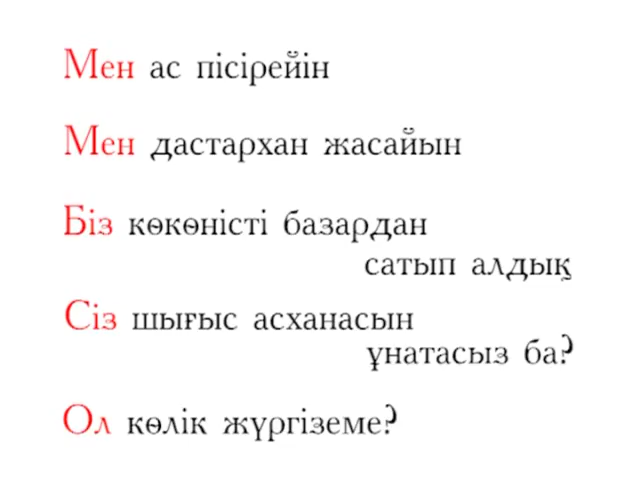 Мен ас пісірейін
Мен дастархан жасайын
Біз көкөністі базардан
сатып алдық
Сіз шығыс асханасын
ұнатасыз ба?
Ол көлік жүргіземе?